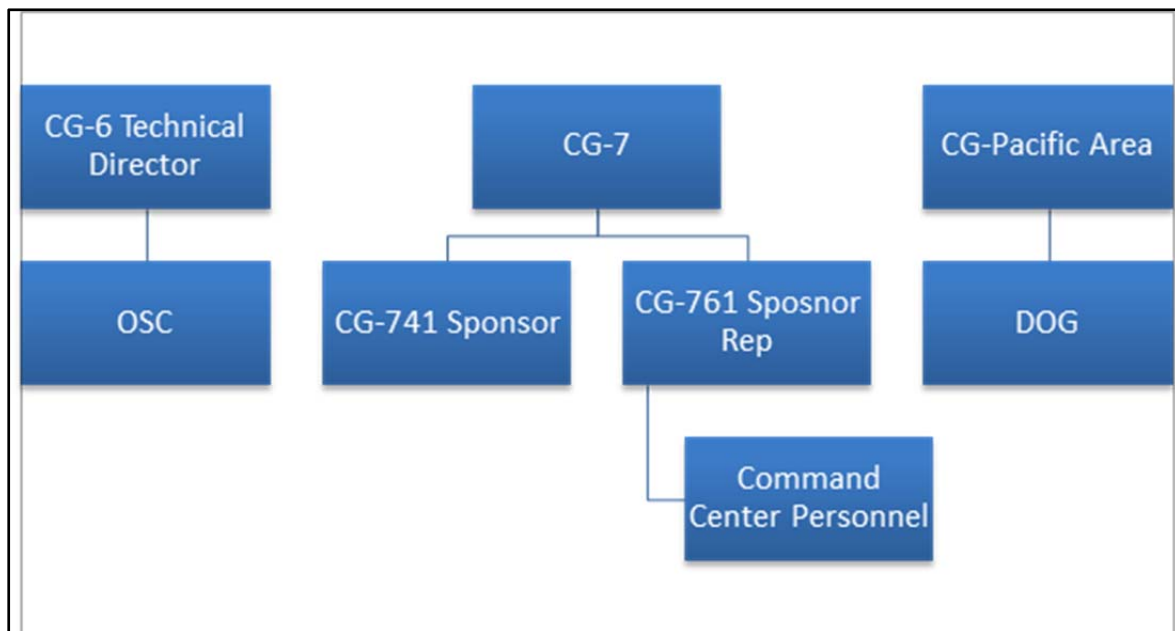 CG-6 Technical
Director
CG-7
CG-Pacific Area
OSC
CG-741 Sponsor
CG-761 Sposnor
Rep
DOG
Command
Center Personnel